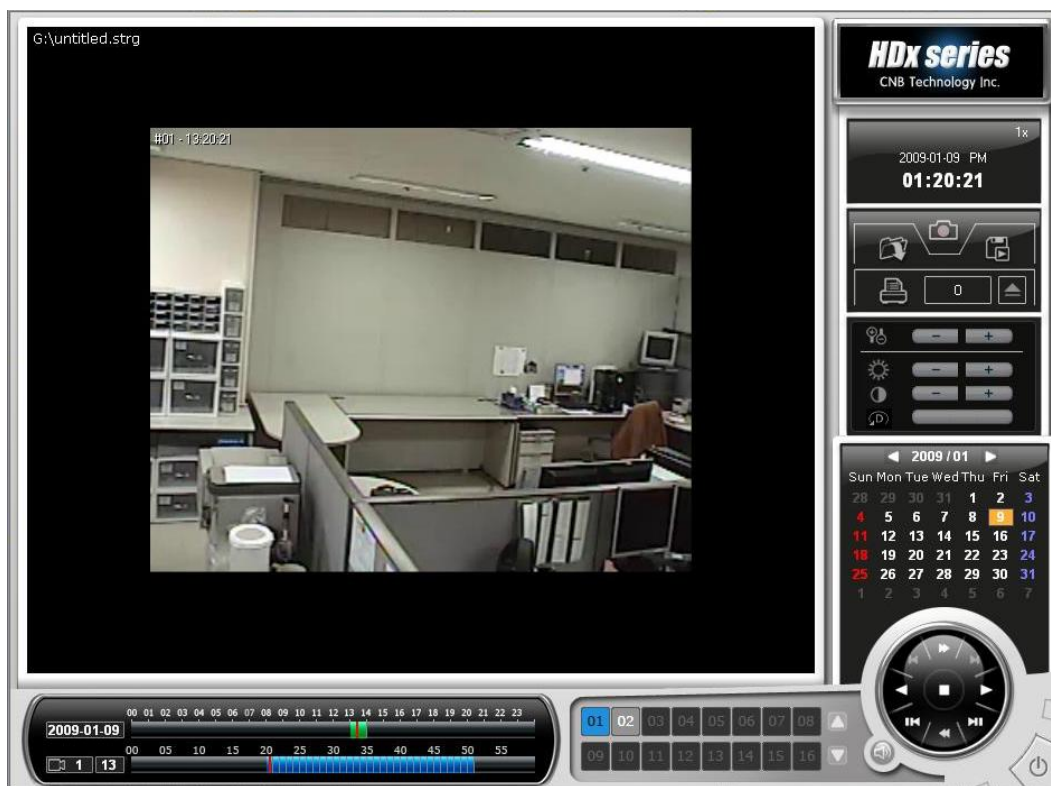 G:\untitled.strg
#01 - 13:20:21
HDx series
CNB Technology Inc.
1x
2009-01-09 PM
01:20:21
0
- +
- +
- +
D
2009 / 01
Sun Mon Tue Wed Thu Fri Sat
28 29 30 31 1 2 3
4 5 6 7 8 9 10
11 12 13 14 15 16 17
18 19 20 21 22 23 24
25 26 27 28 29 30 31
1 2 3 4 5 6 7
00 01 02 03 04 05 06 07 08 09 10 11 12 13 14 15 16 17 18 19 20 21 22 23
2009-01-09
00 05 10 15 20 25 30 35 40 45 50 55
1 13
01 02 03 04 05 06 07 08
09 10 11 12 13 14 15 16